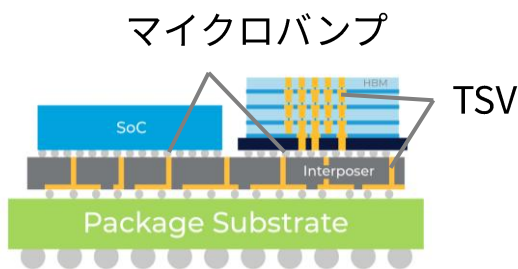 マイクロバンプ
HBM
TSV
SoC
Interposer
Package Substrate